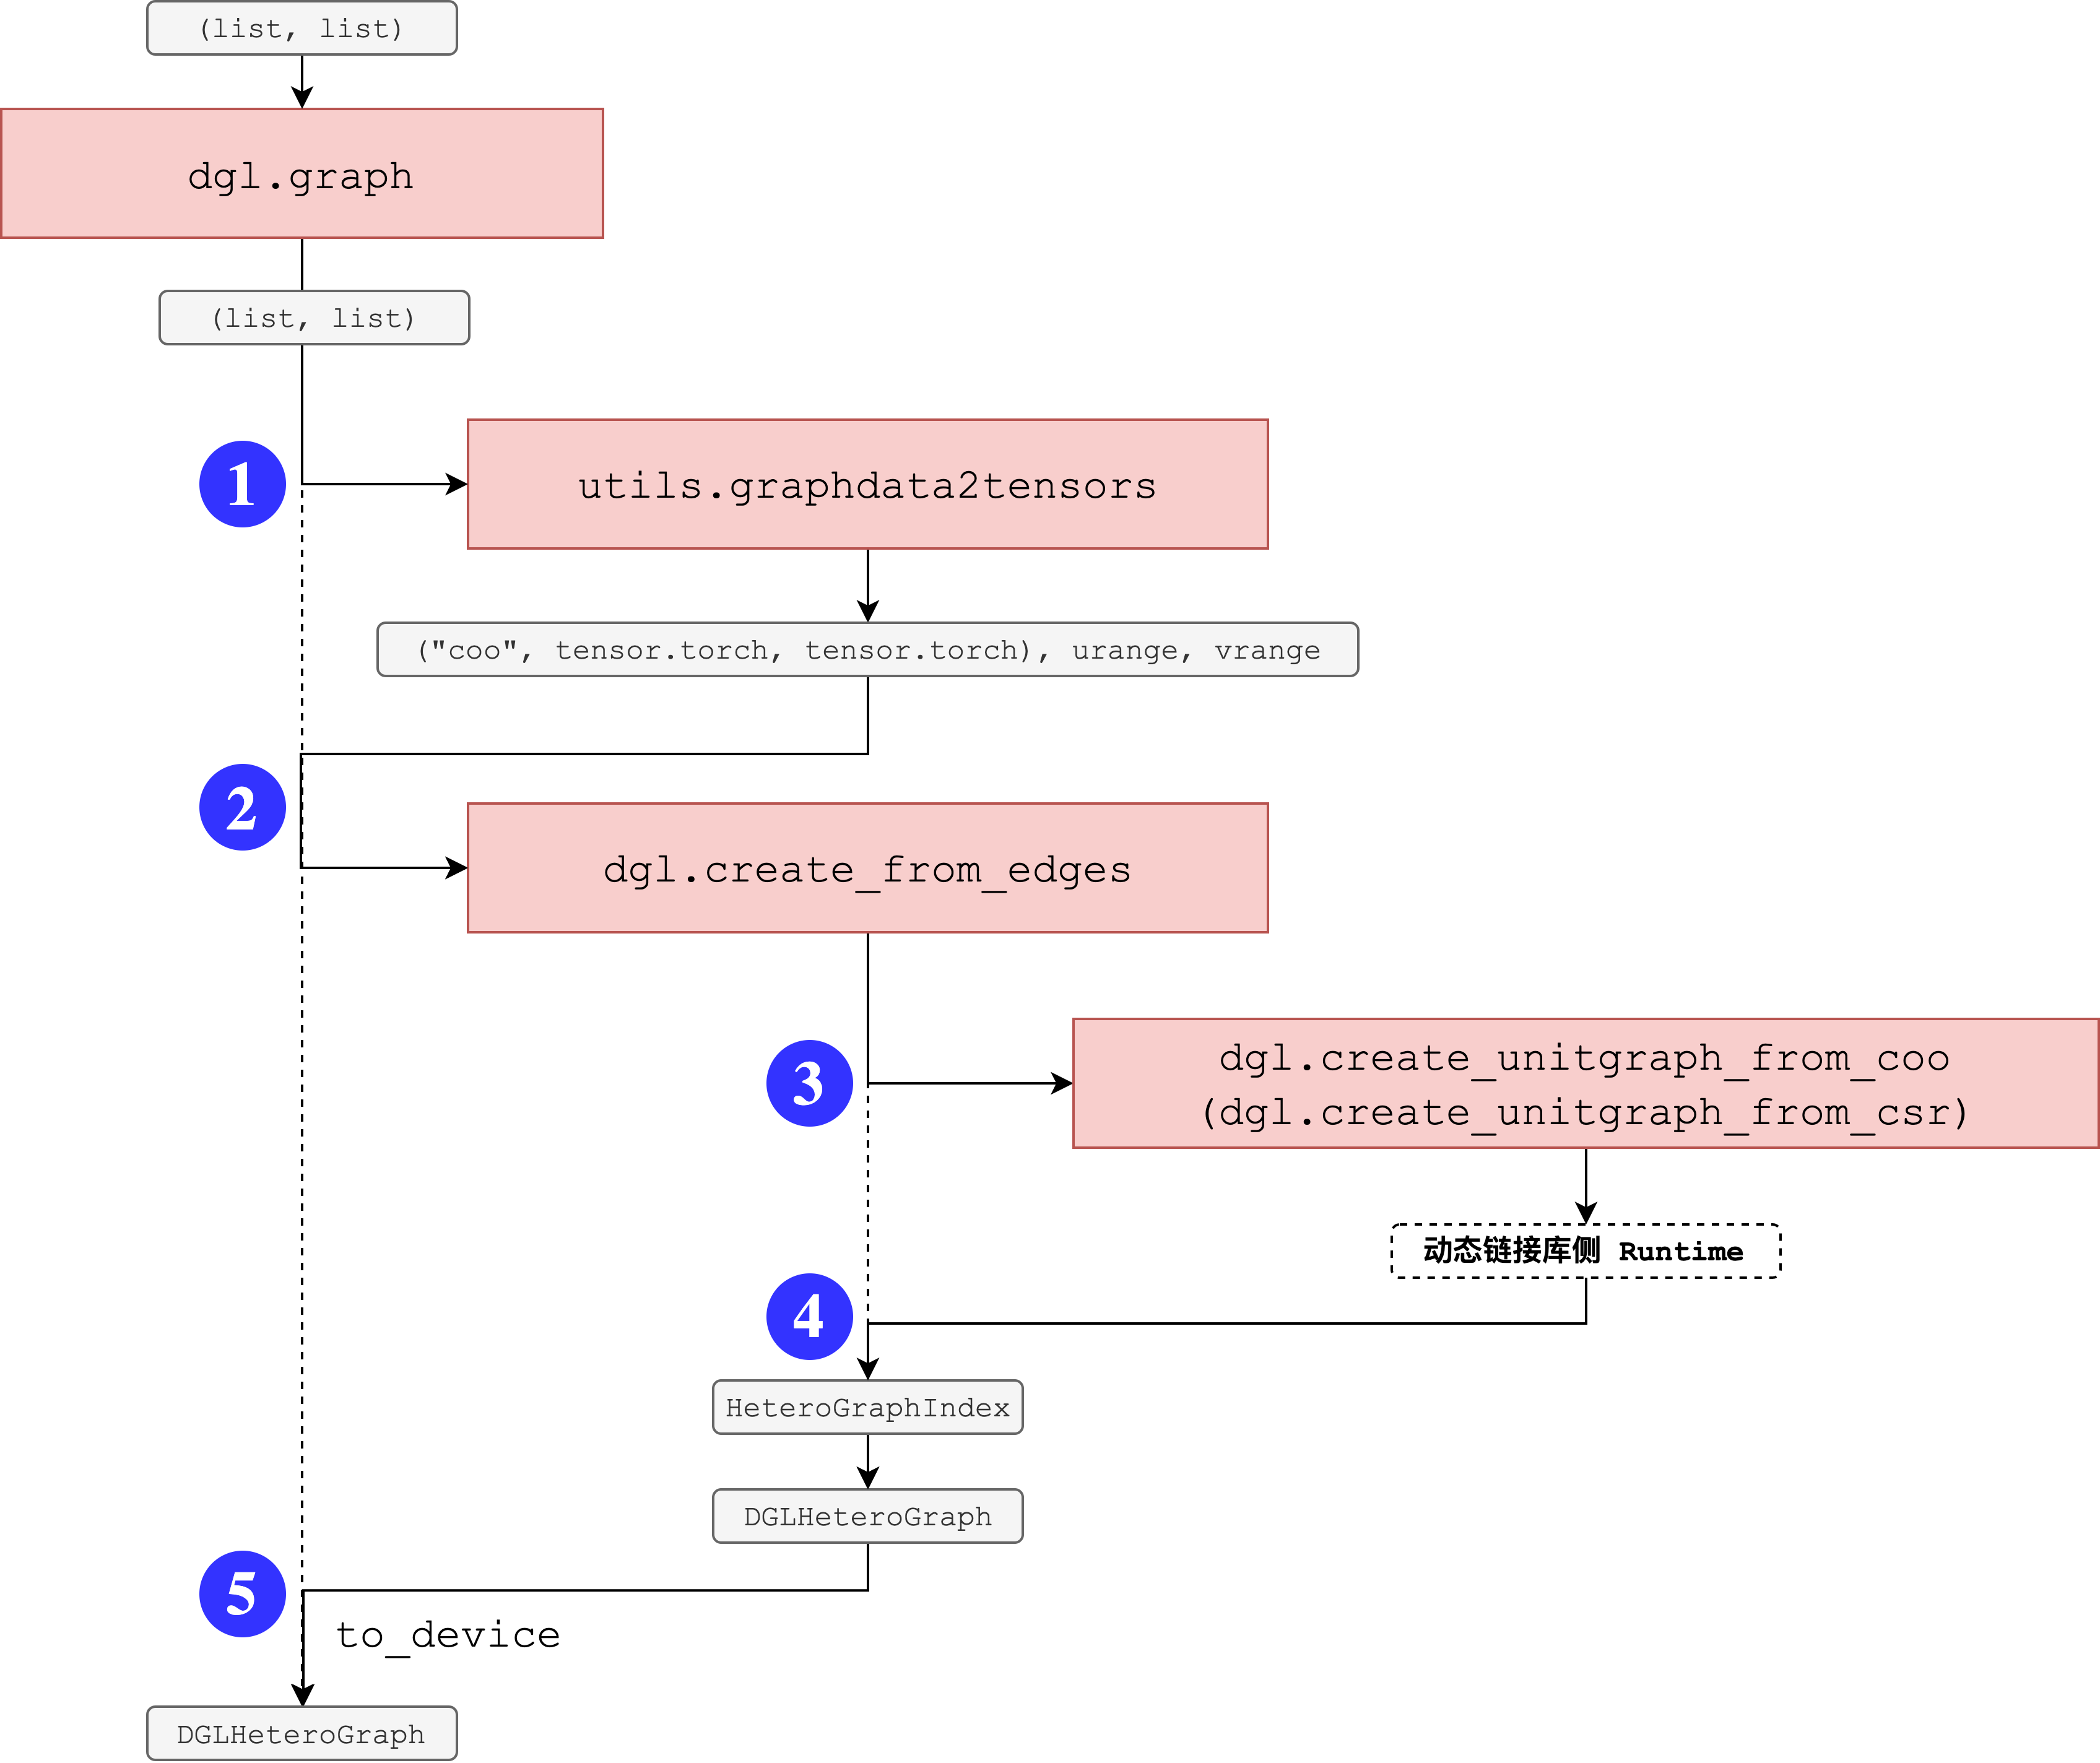 (list, list)
dgl.graph
(list, list)
1
utils.graphdata2tensors
("coo", tensor.torch, tensor.torch), urange, vrange
2
dgl.create_from_edges
3
dgl.create_unitgraph_from_coo
(dgl.create_unitgraph_from_csr)
动态链接库侧 Runtime
4
HeteroGraphIndex
DGLHeteroGraph
5
to_device
DGLHeteroGraph